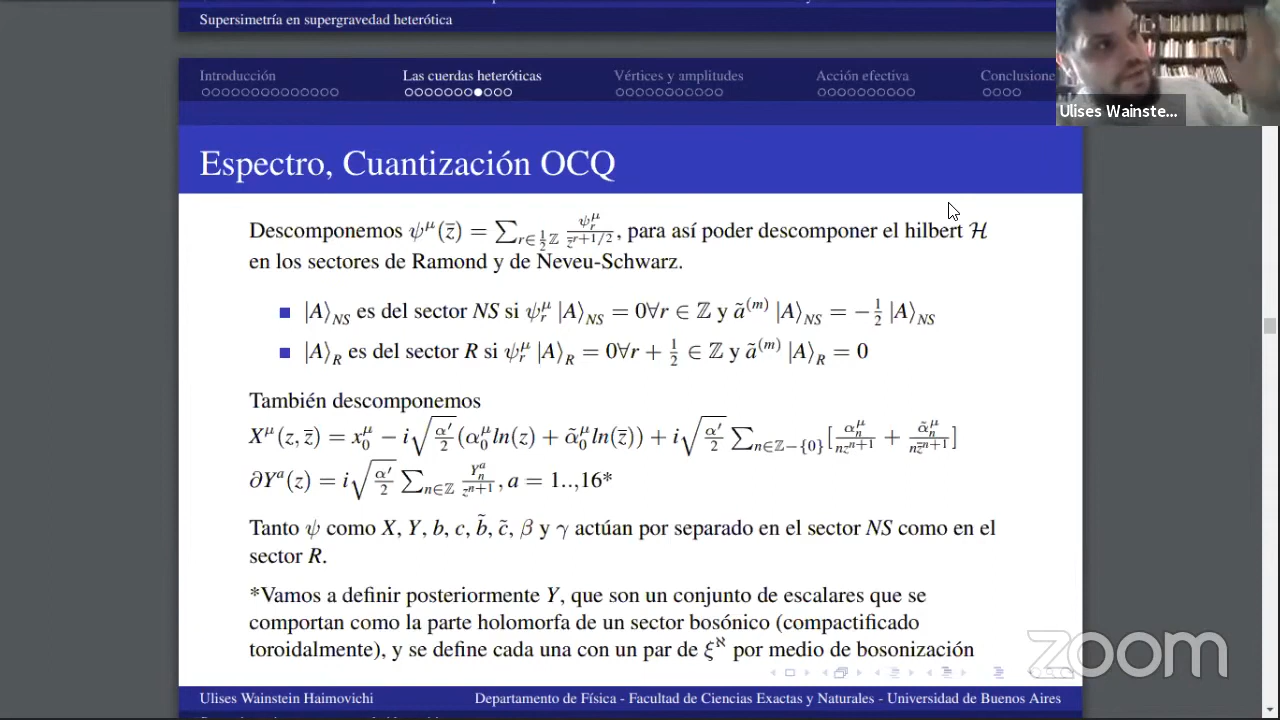 Supersimetría en supergravedad heterótica
Introducción Las cuerdas heteróticas Vértices y amplitudes Acción efectiva Conclusione
Ulises Wainste...
Espectro, Cuantización OCQ
Descomponemos ψ^μ(z̄) = ∑_{r∈½ℤ} ψ_r^μ / z̄^{r+1/2}, para así poder descomponer el hilbert ℋ
en los sectores de Ramond y de Neveu-Schwarz.
|A⟩_NS es del sector NS si ψ_r^μ |A⟩_NS = 0∀r ∈ ℤ y ã^(m) |A⟩_NS = −½ |A⟩_NS
|A⟩_R es del sector R si ψ_r^μ |A⟩_R = 0∀r + ½ ∈ ℤ y ã^(m) |A⟩_R = 0
También descomponemos
X^μ(z, z̄) = x_0^μ − i√(α′/2)(α_0^μ ln(z) + α̃_0^μ ln(z̄)) + i√(α′/2) ∑_{n∈ℤ−{0}} [α_n^μ / nz^{n+1} + α̃_n^μ / nz̄^{n+1}]
∂Y^a(z) = i√(α′/2) ∑_{n∈ℤ} Y_n^a / z^{n+1}, a = 1..,16*
Tanto ψ como X, Y, b, c, b̃, c̃, β y γ actúan por separado en el sector NS como en el
sector R.
*Vamos a definir posteriormente Y, que son un conjunto de escalares que se
comportan como la parte holomorfa de un sector bosónico (compactificado
toroidalmente), y se define cada una con un par de ξ^ℵ por medio de bosonización
zoom
Ulises Wainstein Haimovichi Departamento de Física - Facultad de Ciencias Exactas y Naturales - Universidad de Buenos Aires